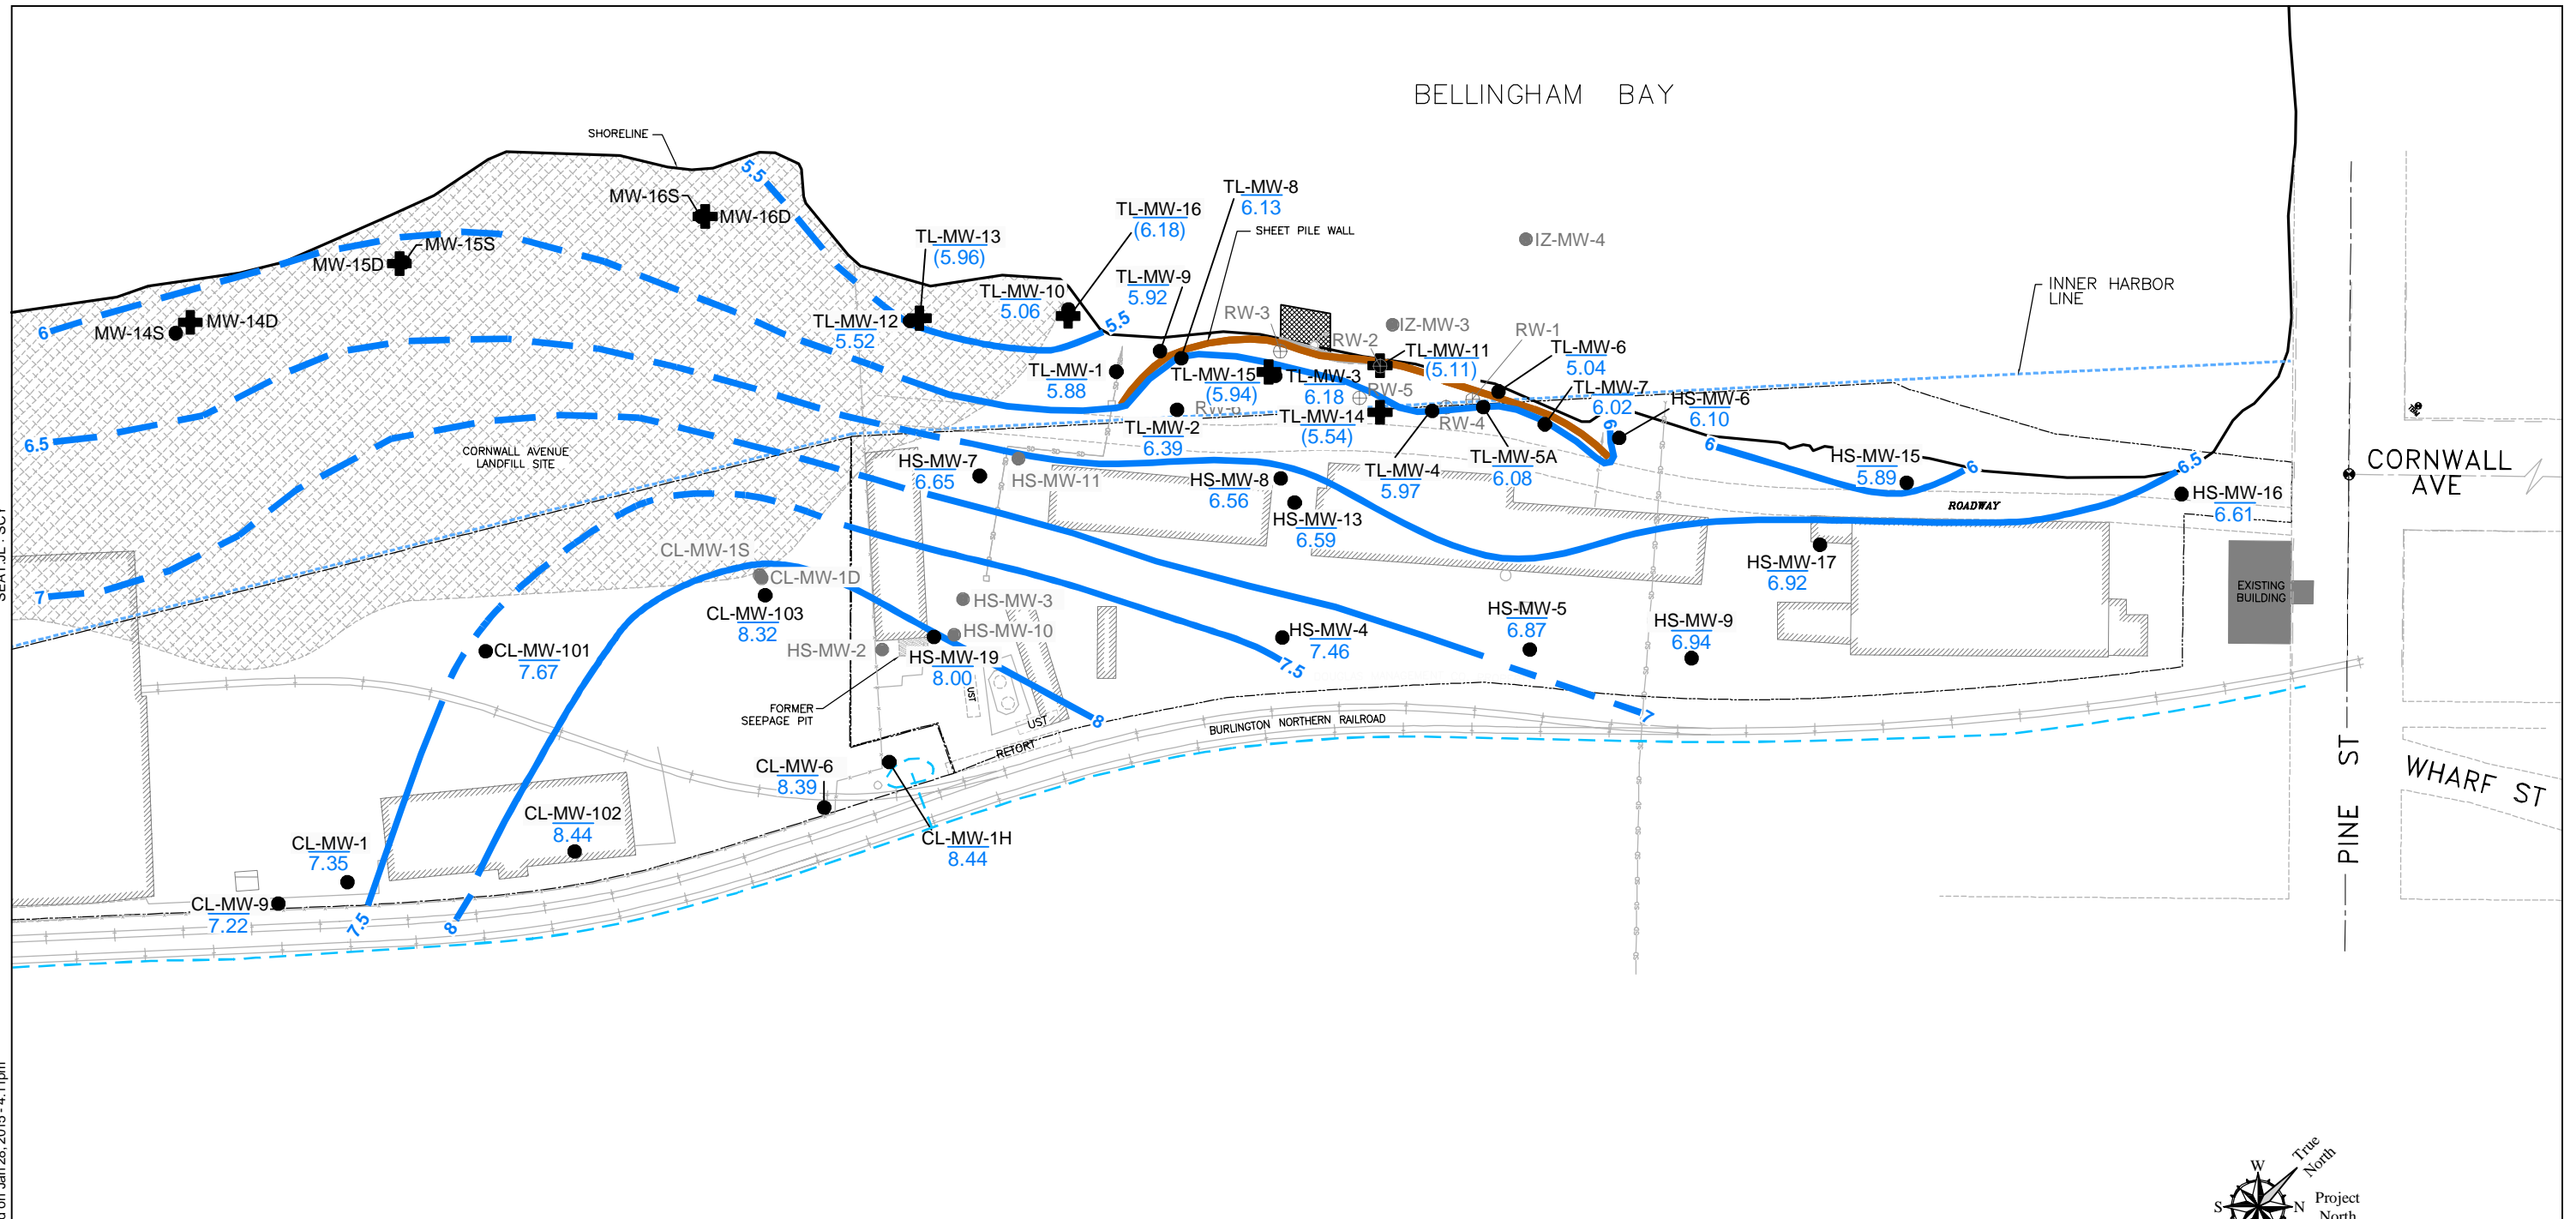 BELLINGHAM BAY
SHORELINE
5.5
MW-16S
MW-16D
TL-MW-8
6.13
TL-MW-16
(6.18)
SHEET PILE WALL
TL-MW-13
(5.96)
IZ-MW-4
MW-15S
MW-15D
TL-MW-9
5.92
TL-MW-10
5.06
INNER HARBOR
LINE
RW-3
IZ-MW-3
RW-1
MW-14S
MW-14D
6
TL-MW-12
5.52
5.5
RW-2
TL-MW-11
(5.11)
TL-MW-6
5.04
TL-MW-1
5.88
TL-MW-15
(5.94)
TL-MW-3
6.18
RW-5
TL-MW-7
6.02
HS-MW-6
6.10
RW-6
TL-MW-14
(5.54)
RW-4
6
TL-MW-2
6.39
6.5
CORNWALL AVENUE
LANDFILL SITE
HS-MW-7
6.65
HS-MW-11
HS-MW-8
6.56
TL-MW-4
5.97
TL-MW-5A
6.08
6
HS-MW-15
5.89
6
6.5
CORNWALL
AVE
HS-MW-13
6.59
ROADWAY
HS-MW-16
6.61
CL-MW-1S
CL-MW-1D
CL-MW-103
8.32
HS-MW-3
HS-MW-17
6.92
EXISTING
BUILDING
7
HS-MW-10
HS-MW-2
HS-MW-4
7.46
7.5
HS-MW-5
6.87
HS-MW-9
6.94
CL-MW-101
7.67
HS-MW-19
8.00
UST
UST
FORMER
SEEPAGE PIT
8
7
BURLINGTON NORTHERN RAILROAD
RETORT
PINE ST
WHARF ST
CL-MW-6
8.39
CL-MW-102
8.44
CL-MW-1H
8.44
CL-MW-1
7.35
CL-MW-9
7.22
7.5
8
True
North
W
S
N
Project
North